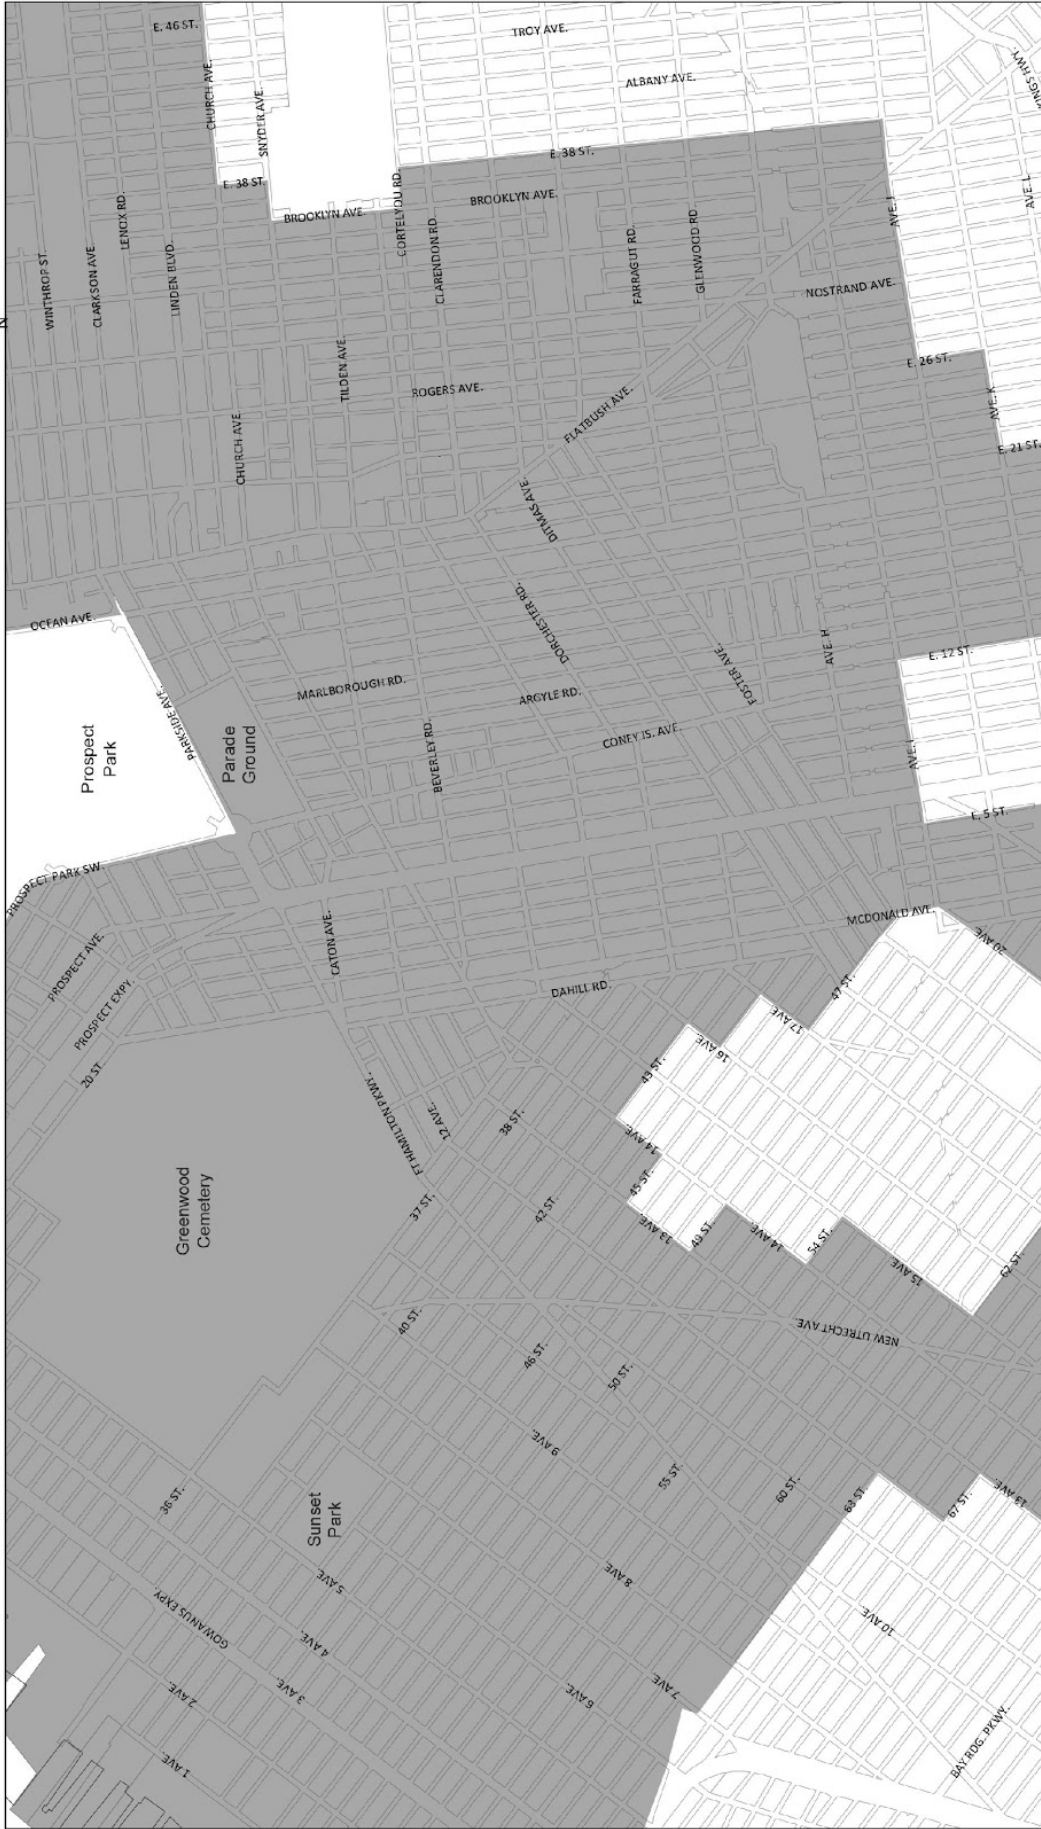 E. 46 ST.
TROY AVE.
ALBANY AVE.
KINGS HWY.
CHURCH AVE.
SNYDER AVE.
E. 38 ST.
E. 38 ST.
BROOKLYN AVE.
BROOKLYN AVE.
CORTELYOU RD.
CLARENDON RD.
LENOX RD.
WINTHROP ST.
CLARKSON AVE
LINDEN BLVD.
FARRAGUT RD.
GLENWOOD RD
AVE. J
AVE. L
NOSTRAND AVE.
N
TILDEN AVE.
ROGERS AVE.
E. 26 ST.
FLATBUSH AVE.
AVE. K
CHURCH AVE.
E. 21 ST.
DITMAS AVE.
OCEAN AVE.
DORCHESTER RD.
AVE. H
E. 12 ST.
FOSTER AVE.
MARLBOROUGH RD.
ARGYLE RD.
PARKSIDE AVE.
Prospect
Park
Parade
Ground
BEVERLEY RD.
CONEY IS. AVE.
E. 5 ST.
PROSPECT PARK SW.
MCDONALD AVE.
20 AVE
CATON AVE.
PROSPECT AVE.
PROSPECT EXPY.
DAHILL RD.
47 ST.
17 AVE
16 AVE
43 ST.
20 ST.
FT HAMILTON PKWY.
12 AVE.
38 ST.
14 AVE
45 ST.
Greenwood
Cemetery
37 ST.
42 ST.
13 AVE
49 ST.
14 AVE
54 ST.
15 AVE
62 ST.
40 ST.
NEW UTRECHT AVE
46 ST.
50 ST.
9 AVE
55 ST.
60 ST.
63 ST.
67 ST.
13 AVE
36 ST.
Sunset
Park
5 AVE
8 AVE
GOWANUS EXPY
4 AVE
10 AVE
3 AVE
2 AVE
6 AVE
7 AVE
1 AVE
BAY RDG. PKWY.